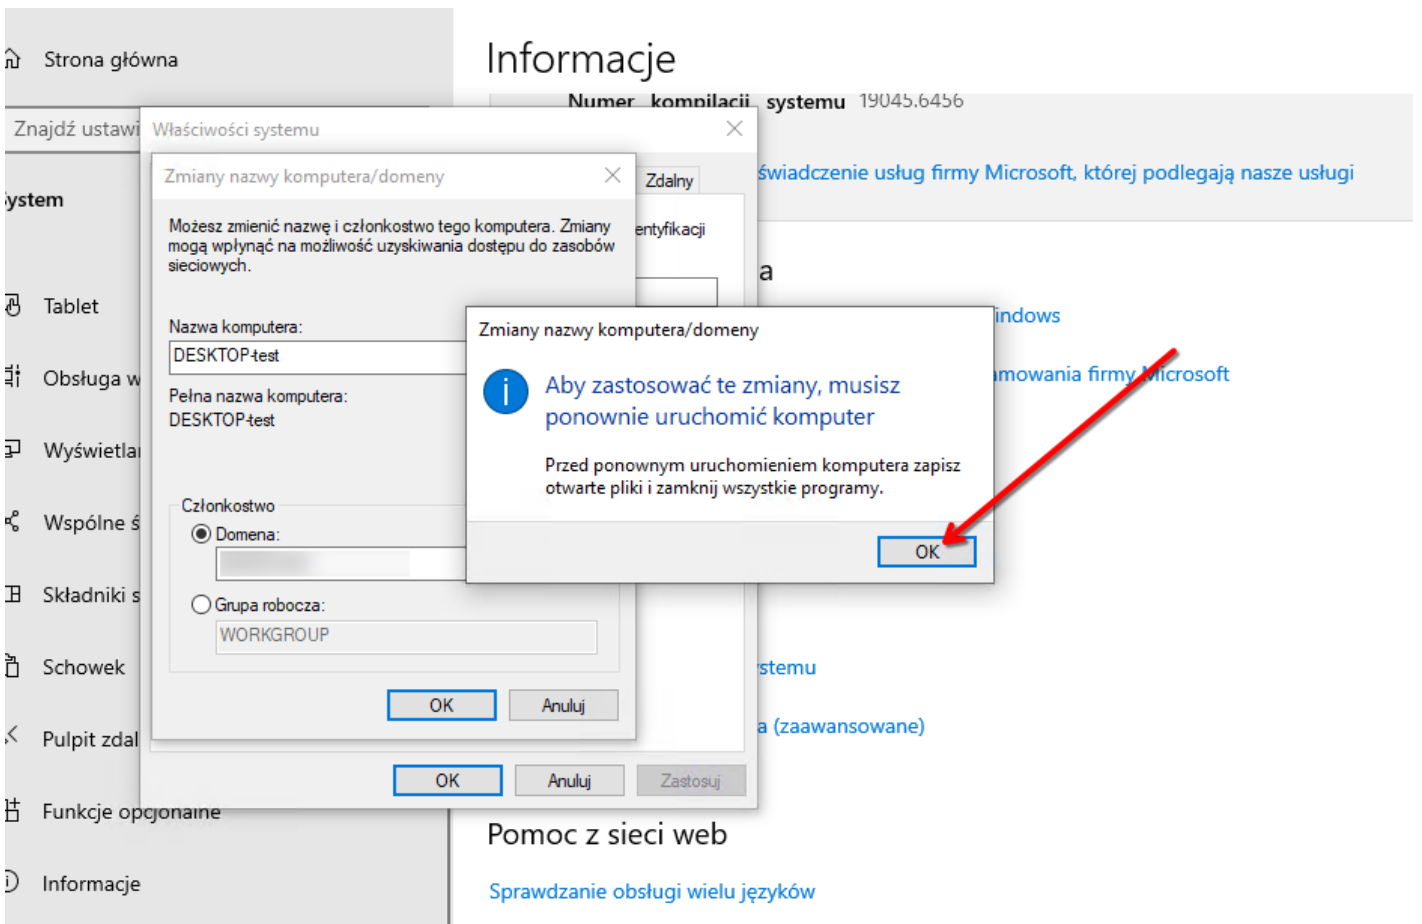 Strona główna
Znajdź ustawi
System
Tablet
Obsługa w
Wyświetla
Wspólne ś
Składniki s
Schowek
Pulpit zdal
Funkcje opcjonalne
Informacje
Informacje
Numer kompilacji systemu 19045.6456
świadczenie usług firmy Microsoft, której podlegają nasze usługi
a
indows
amowania firmy Microsoft
ystemu
a (zaawansowane)
Pomoc z sieci web
Sprawdzanie obsługi wielu języków
Właściwości systemu
Zdalny
entyfikacji
OK
Anuluj
Zastosuj
Zmiany nazwy komputera/domeny
Możesz zmienić nazwę i członkostwo tego komputera. Zmiany
mogą wpłynąć na możliwość uzyskiwania dostępu do zasobów
sieciowych.
Nazwa komputera:
DESKTOP-test
Pełna nazwa komputera:
DESKTOP-test
Członkostwo
Domena:
Grupa robocza:
WORKGROUP
OK
Anuluj
Zmiany nazwy komputera/domeny
Aby zastosować te zmiany, musisz
ponownie uruchomić komputer
Przed ponownym uruchomieniem komputera zapisz
otwarte pliki i zamknij wszystkie programy.
OK